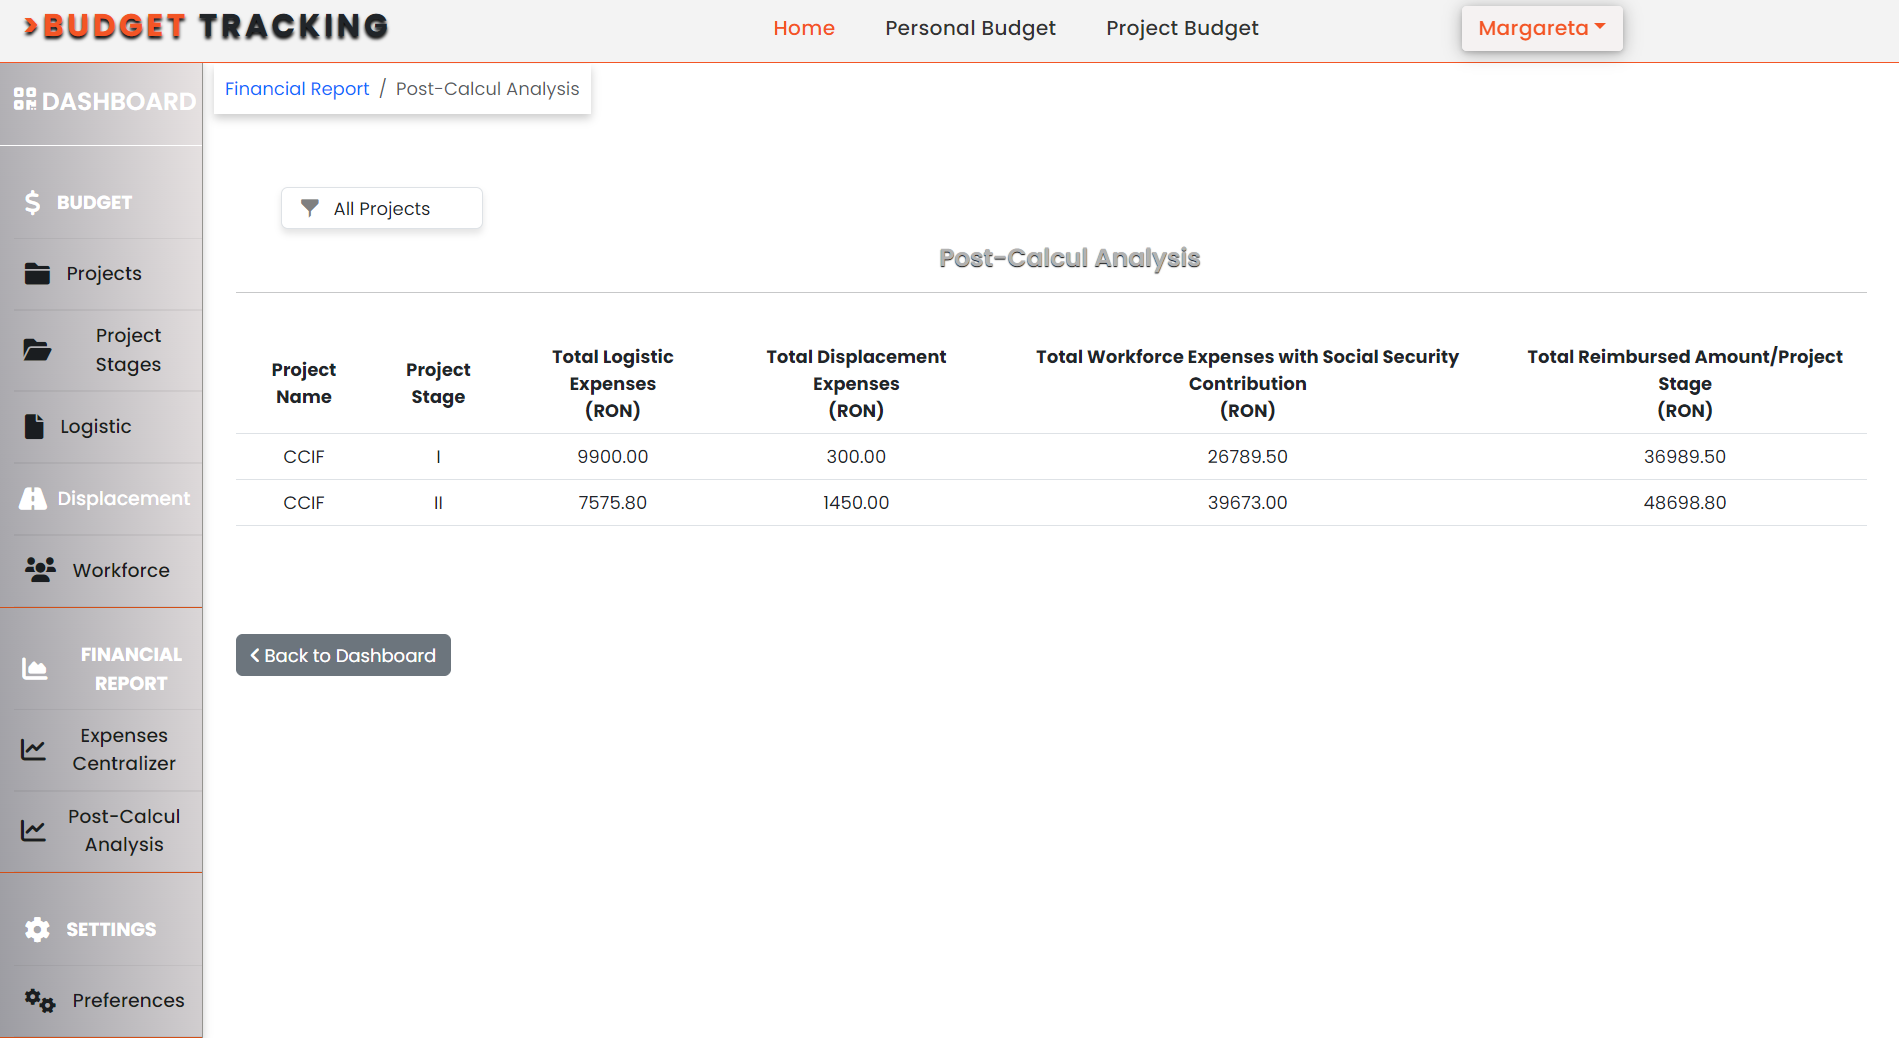 BUDGET TRACKING
Home
Personal Budget
Project Budget
Margareta
DASHBOARD
BUDGET
Projects
Project
Stages
Logistic
Displacement
Workforce
FINANCIAL
REPORT
Expenses
Centralizer
Post-Calcul
Analysis
SETTINGS
Preferences
Financial Report / Post-Calcul Analysis
All Projects
Post-Calcul Analysis
Project
Name
Project
Stage
Total Logistic
Expenses
(RON)
Total Displacement
Expenses
(RON)
Total Workforce Expenses with Social Security
Contribution
(RON)
Total Reimbursed Amount/Project
Stage
(RON)
CCIF I 9900.00 300.00 26789.50 36989.50
CCIF II 7575.80 1450.00 39673.00 48698.80
Back to Dashboard